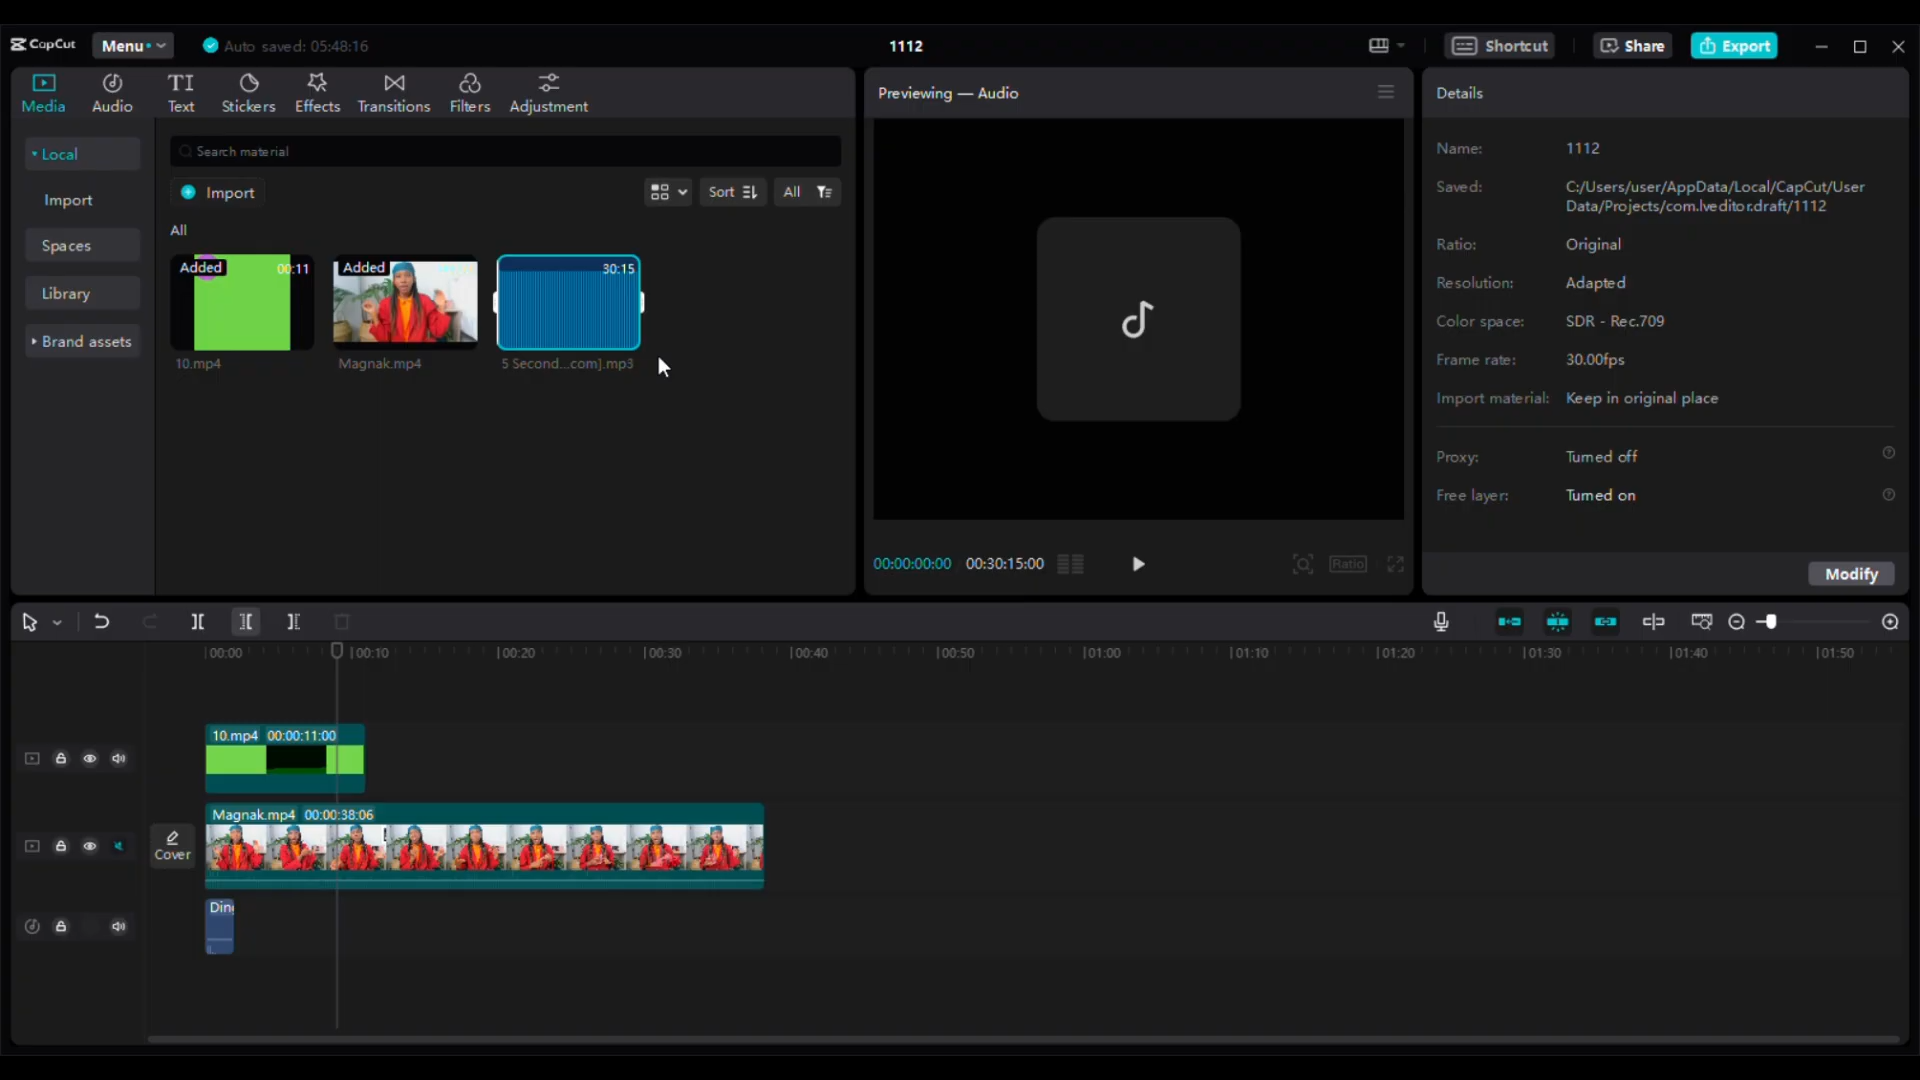 CapCut
Menu
Auto saved: 05:48:16
1112
Shortcut
Share
Export
Media
Audio
TI
Text
Stickers
Effects
Transitions
Filters
Adjustment
Local
Import
Spaces
Library
Brand assets
Search material
Import
Sort
All
All
Added
00:11
10.mp4
Added
Magnak.mp4
30:15
5 Second...com].mp3
Previewing — Audio
00:00:00:00
00:30:15:00
Ratio
Details
Name:
1112
Saved:
C:/Users/user/AppData/Local/CapCut/User
Data/Projects/com.lveditor.draft/1112
Ratio:
Original
Resolution:
Adapted
Color space:
SDR - Rec.709
Frame rate:
30.00fps
Import material:
Keep in original place
Proxy:
Turned off
Free layer:
Turned on
Modify
00:00
00:10
00:20
00:30
00:40
00:50
01:00
01:10
01:20
01:30
01:40
01:50
10.mp4 00:00:11:00
Cover
Magnak.mp4 00:00:38:06
Ding